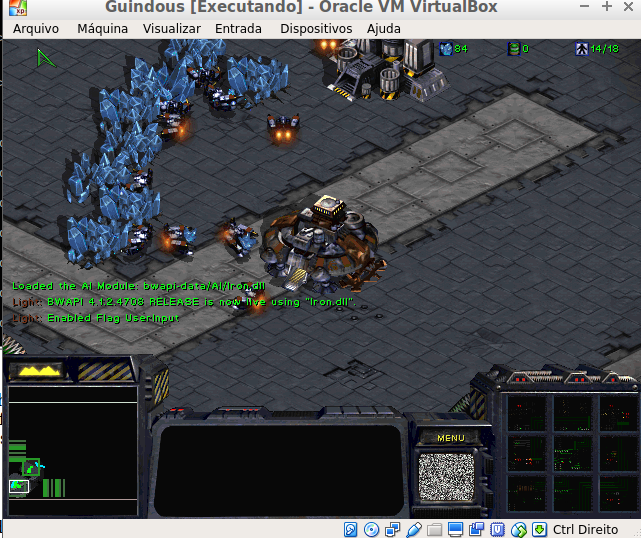 Guindous [Executando] - Oracle VM VirtualBox
Arquivo Máquina Visualizar Entrada Dispositivos Ajuda
84 0 14/18
Loaded the AI Module: bwapi-data/AI/Iron.dll
Light: BWAPI 4.1.2.4708 RELEASE is now live using "Iron.dll".
Light: Enabled Flag UserInput
MENU
Ctrl Direito